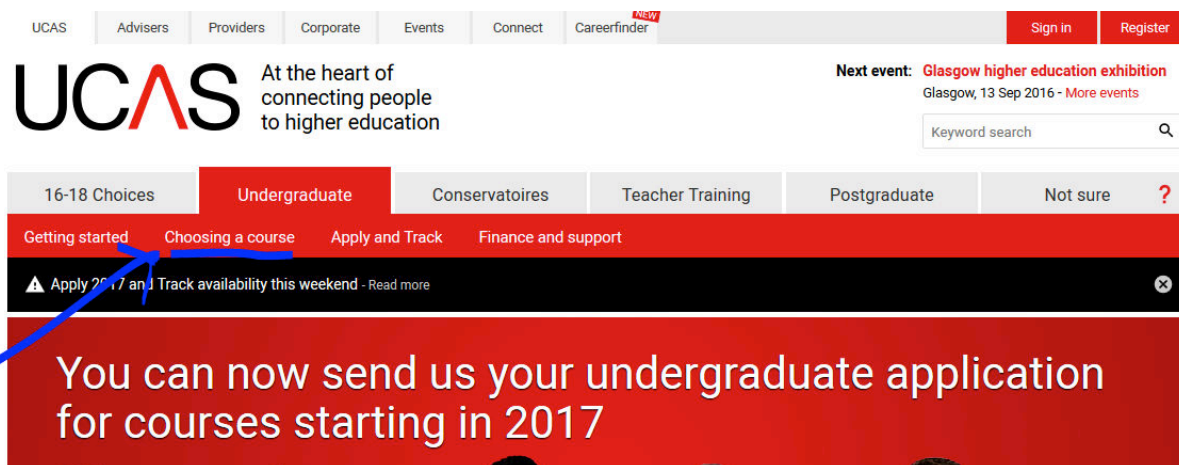 UCAS Advisers Providers Corporate Events Connect Careerfinder NEW Sign in Register
UCAS
At the heart of
connecting people
to higher education
Next event: Glasgow higher education exhibition
Glasgow, 13 Sep 2016 - More events
Keyword search
16-18 Choices Undergraduate Conservatoires Teacher Training Postgraduate Not sure ?
Getting started Choosing a course Apply and Track Finance and support
Apply 2017 and Track availability this weekend - Read more
You can now send us your undergraduate application
for courses starting in 2017